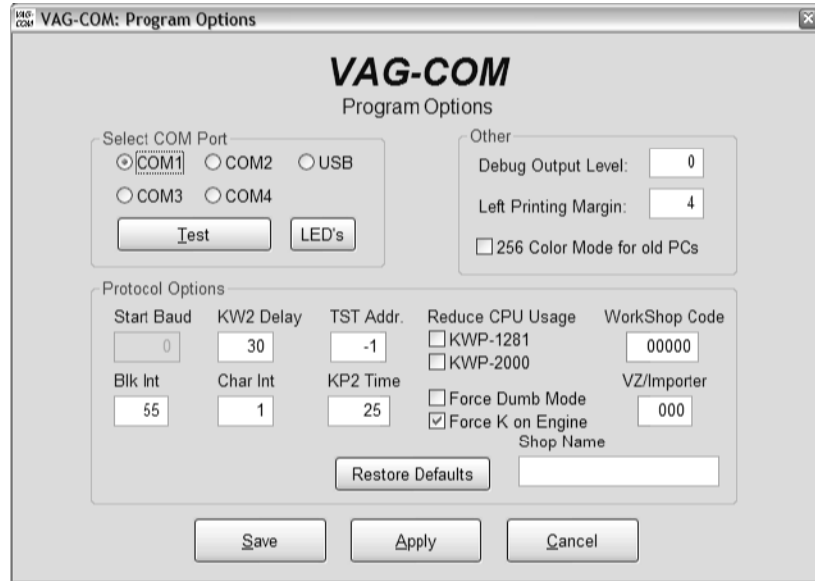 VAG-COM: Program Options
VAG-COM
Program Options
Select COM Port
COM1 COM2 USB
COM3 COM4
Test LED's
Other
Debug Output Level: 0
Left Printing Margin: 4
256 Color Mode for old PCs
Protocol Options
Start Baud KW2 Delay TST Addr. Reduce CPU Usage WorkShop Code
0 30 -1 KWP-1281 00000
KWP-2000
Blk Int Char Int KP2 Time VZ/Importer
55 1 25 Force Dumb Mode 000
Force K on Engine
Shop Name
Restore Defaults
Save Apply Cancel